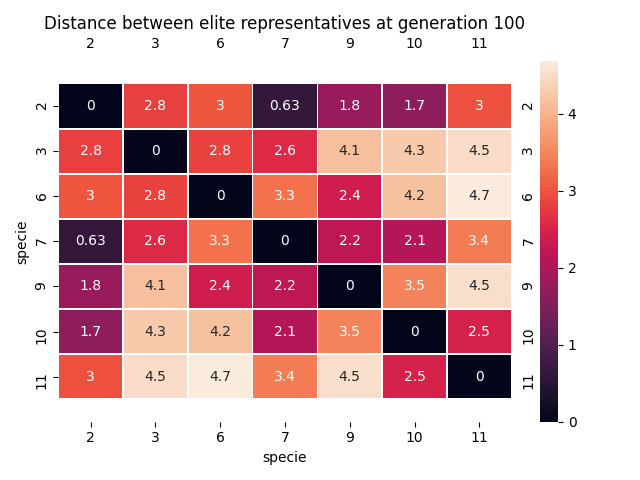 Distance between elite representatives at generation 100
2 3 6 7 9 10 11
2 0 2.8 3 0.63 1.8 1.7 3 2
3 2.8 0 2.8 2.6 4.1 4.3 4.5 3
6 3 2.8 0 3.3 2.4 4.2 4.7 6
7 0.63 2.6 3.3 0 2.2 2.1 3.4 7
9 1.8 4.1 2.4 2.2 0 3.5 4.5 9
10 1.7 4.3 4.2 2.1 3.5 0 2.5 10
11 3 4.5 4.7 3.4 4.5 2.5 0 11
2 3 6 7 9 10 11
specie
specie
4
3
2
1
0